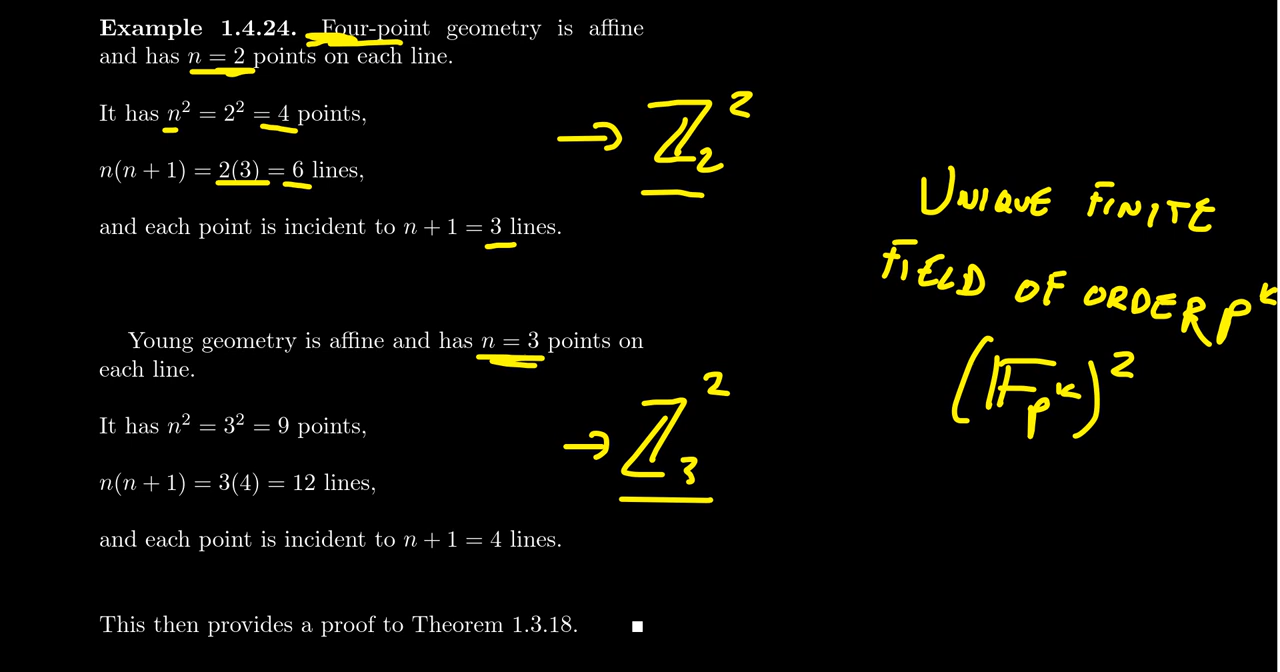 Example 1.4.24. Four-point geometry is affine
and has n = 2 points on each line.
It has n² = 2² = 4 points,
n(n + 1) = 2(3) = 6 lines,
and each point is incident to n + 1 = 3 lines.
→ ℤ₂²
Young geometry is affine and has n = 3 points on
each line.
It has n² = 3² = 9 points,
n(n + 1) = 3(4) = 12 lines,
and each point is incident to n + 1 = 4 lines.
→ ℤ₃²
This then provides a proof to Theorem 1.3.18. ■
UNIQUE FINITE
FIELD OF ORDER p^k
(𝔽_p^k)²